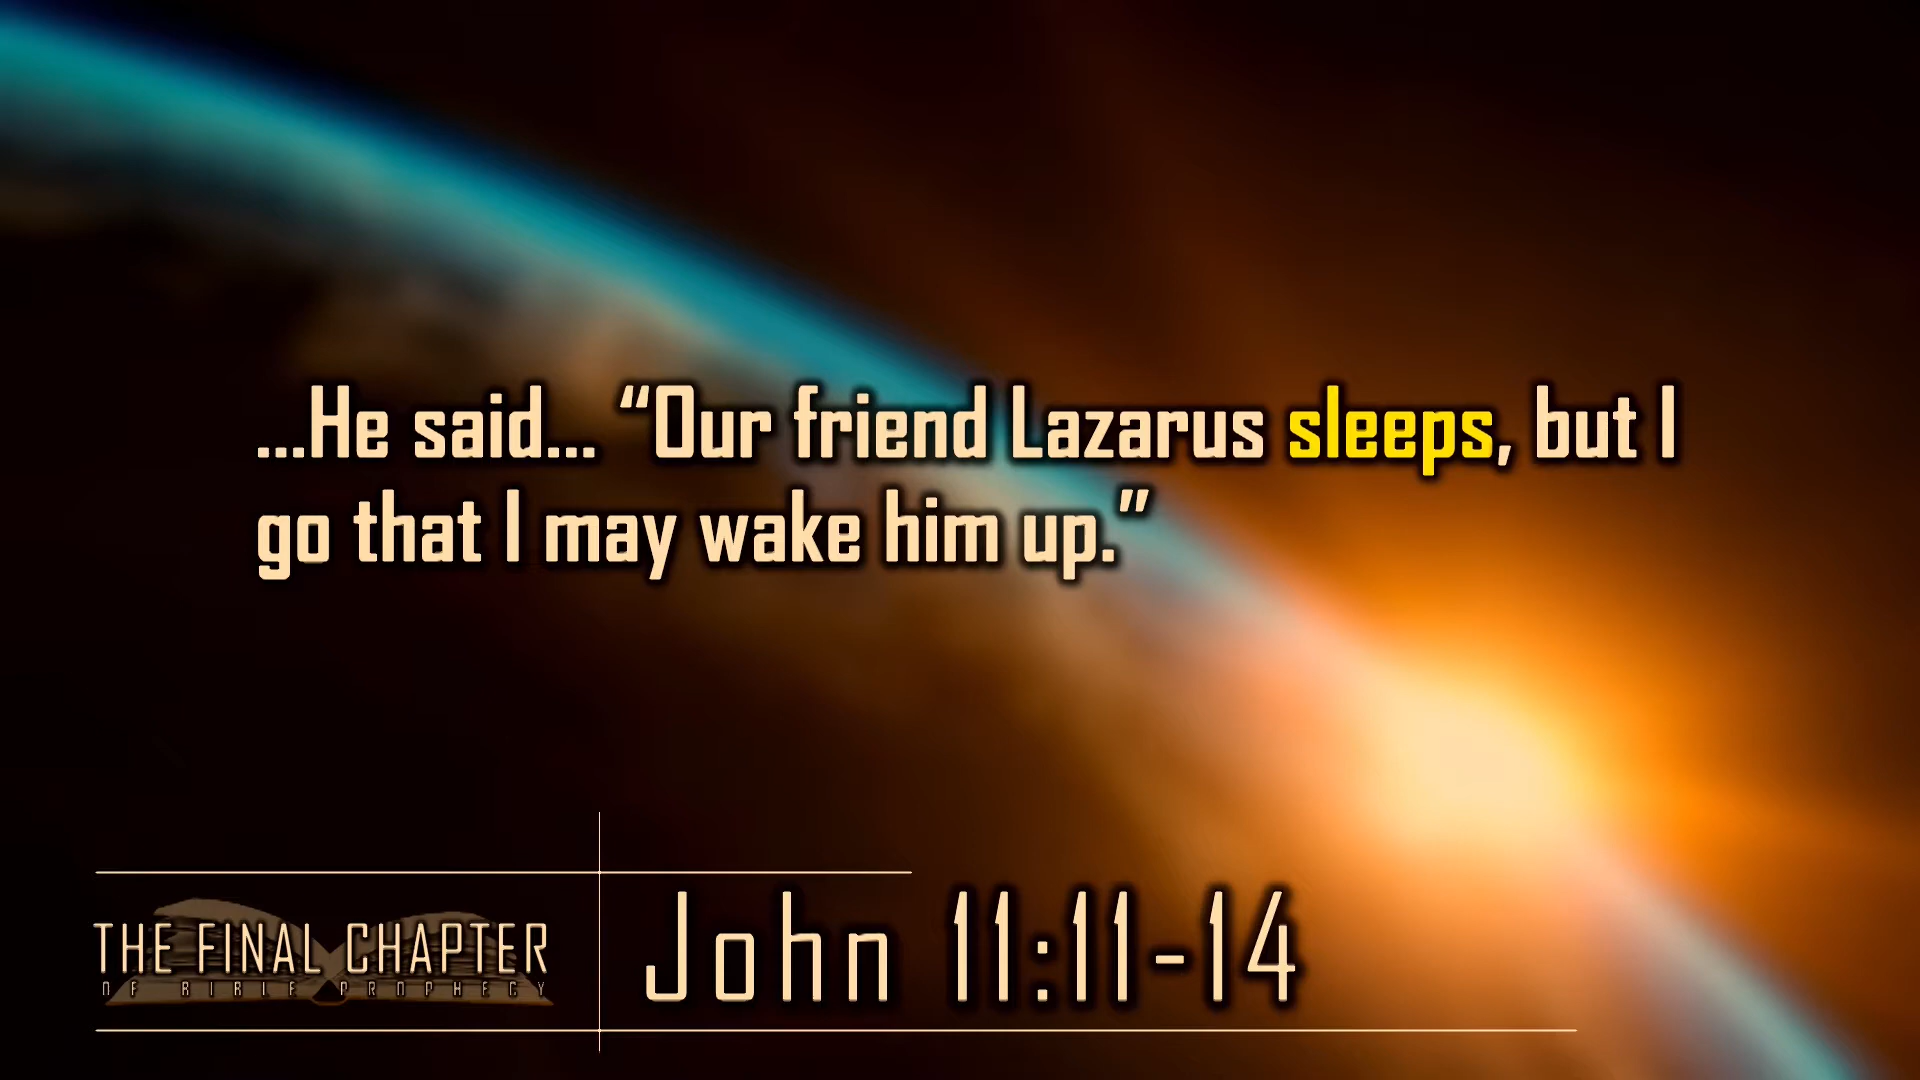 ...He said... “Our friend Lazarus sleeps, but I
go that I may wake him up.”
THE FINAL CHAPTER
OF BIBLE PROPHECY
John 11:11-14